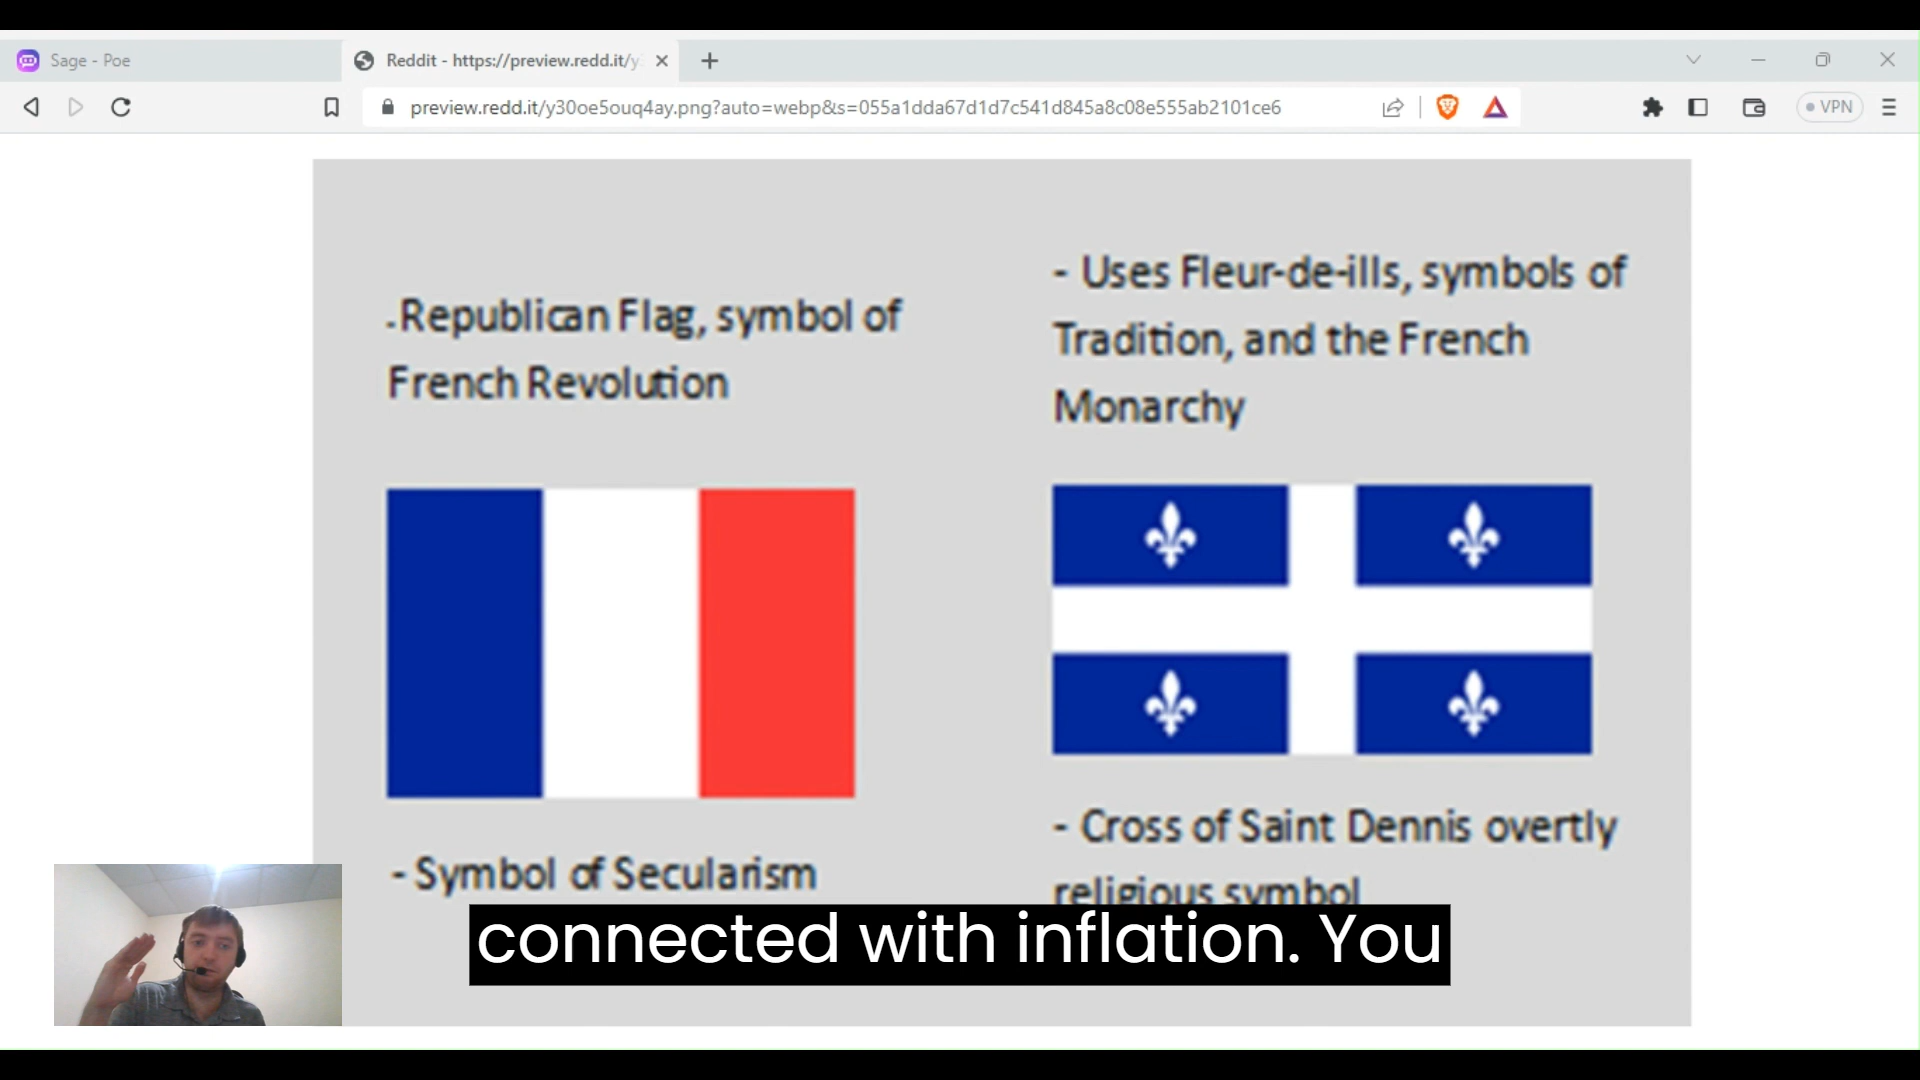 Sage - Poe
Reddit - https://preview.redd.it/y
preview.redd.it/y30oe5ouq4ay.png?auto=webp&s=055a1dda67d1d7c541d845a8c08e555ab2101ce6
VPN
-Republican Flag, symbol of
French Revolution
- Symbol of Secularism
- Uses Fleur-de-ills, symbols of
Tradition, and the French
Monarchy
- Cross of Saint Dennis overtly
religious symbol
connected with inflation. You